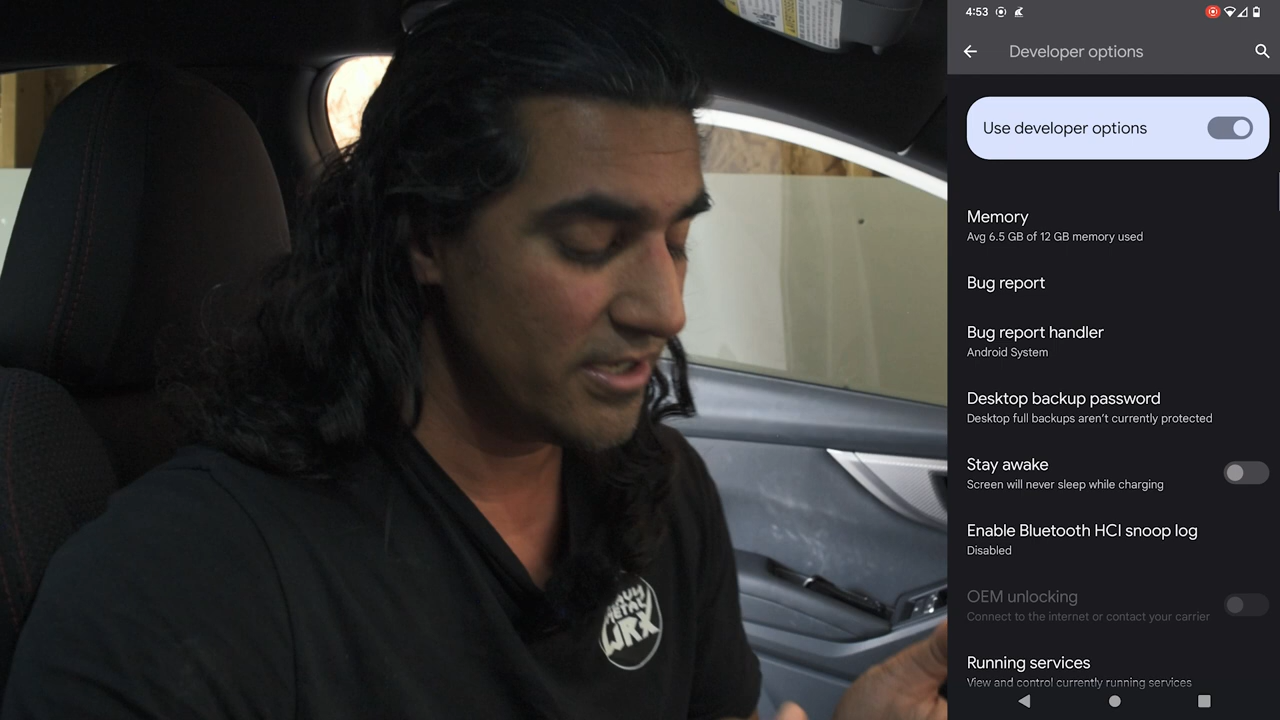 4:53
Developer options
Use developer options
Memory
Avg 6.5 GB of 12 GB memory used
Bug report
Bug report handler
Android System
Desktop backup password
Desktop full backups aren’t currently protected
Stay awake
Screen will never sleep while charging
Enable Bluetooth HCI snoop log
Disabled
OEM unlocking
Connect to the internet or contact your carrier
Running services
View and control currently running services
METAL
WRX